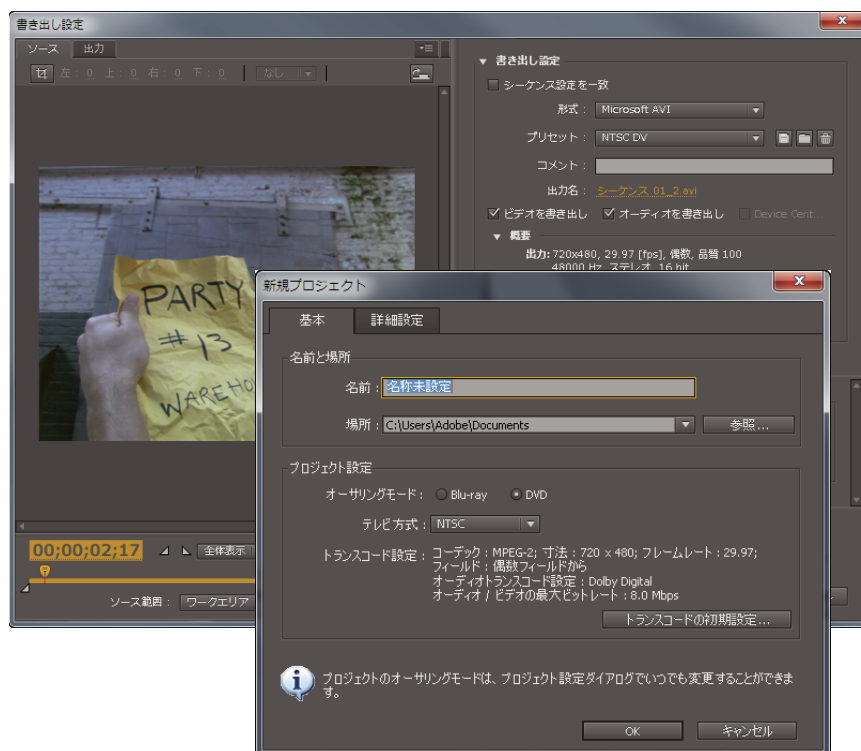 書き出し設定
ソース 出力
左: 0 上: 0 右: 0 下: 0 なし
PARTY
#13
WAREHO
00;00;02;17 全体表示
ソース範囲: ワークエリア
書き出し設定
シーケンス設定を一致
形式: Microsoft AVI
プリセット: NTSC DV
コメント:
出力名: シーケンス 01_2.avi
ビデオを書き出し オーディオを書き出し Device Cent...
概要
出力: 720x480, 29.97 [fps], 偶数, 品質 100
48000 Hz, ステレオ, 16 bit
新規プロジェクト
基本 詳細設定
名前と場所
名前: 名称未設定
場所: C:\Users\Adobe\Documents 参照...
プロジェクト設定
オーサリングモード: Blu-ray DVD
テレビ方式: NTSC
トランスコード設定: コーデック: MPEG-2; 寸法: 720 x 480; フレームレート: 29.97;
フィールド: 偶数フィールドから
オーディオトランスコード設定: Dolby Digital
オーディオ / ビデオの最大ビットレート: 8.0 Mbps
トランスコードの初期設定...
プロジェクトのオーサリングモードは、プロジェクト設定ダイアログでいつでも変更することができま
す。
OK キャンセル